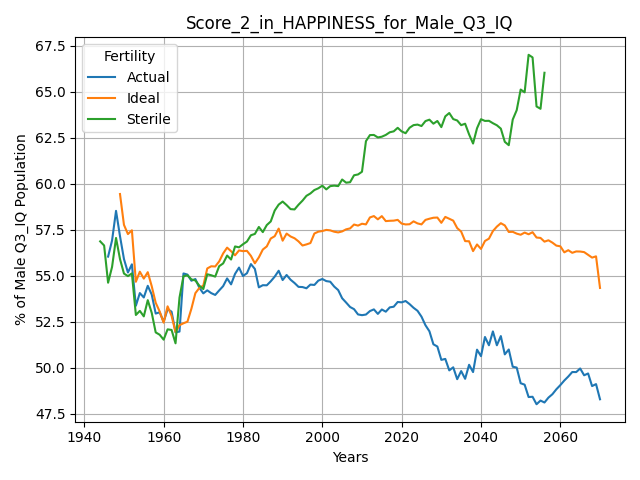 Score_2_in_HAPPINESS_for_Male_Q3_IQ
Fertility
Actual
Ideal
Sterile
% of Male Q3_IQ Population
67.5
65.0
62.5
60.0
57.5
55.0
52.5
50.0
47.5
1940
1960
1980
2000
2020
2040
2060
Years